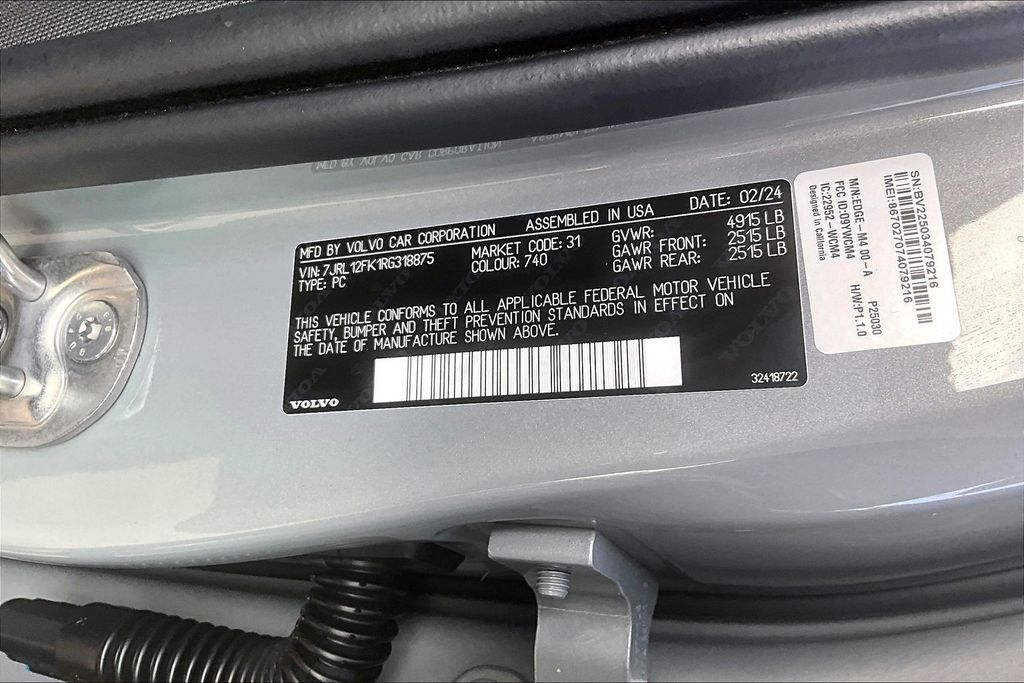 MFD BY VOLVO CAR CORPORATION ASSEMBLED IN USA DATE: 02/24
VIN: 7JRL12FK1RG318875 MARKET CODE: 31 GVWR: 4915 LB
TYPE: PC COLOUR: 740 GAWR FRONT: 2515 LB
GAWR REAR: 2515 LB
THIS VEHICLE CONFORMS TO ALL APPLICABLE FEDERAL MOTOR VEHICLE
SAFETY, BUMPER AND THEFT PREVENTION STANDARDS IN EFFECT ON
THE DATE OF MANUFACTURE SHOWN ABOVE.
VOLVO
32418722
SN:BV225034079216
IMEI:867027074079216
M/N:EDGE-M4 00-A P25030
FCC ID:O9YWCM4 H/W:P1.1.0
IC:22952-WCM4
Designed in California